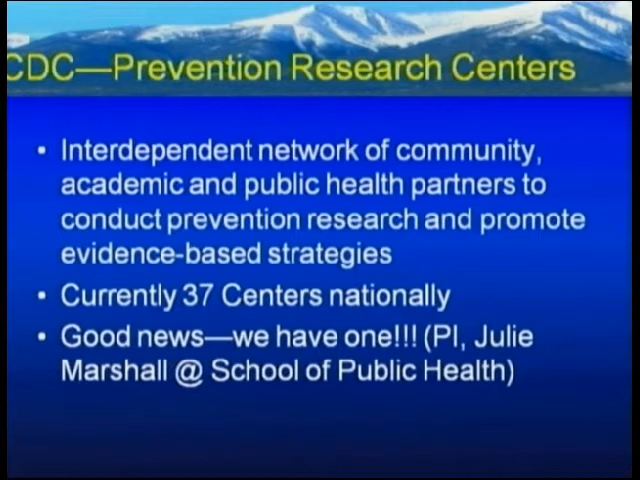 CDC—Prevention Research Centers
• Interdependent network of community,
academic and public health partners to
conduct prevention research and promote
evidence-based strategies
• Currently 37 Centers nationally
• Good news—we have one!!! (PI, Julie
Marshall @ School of Public Health)